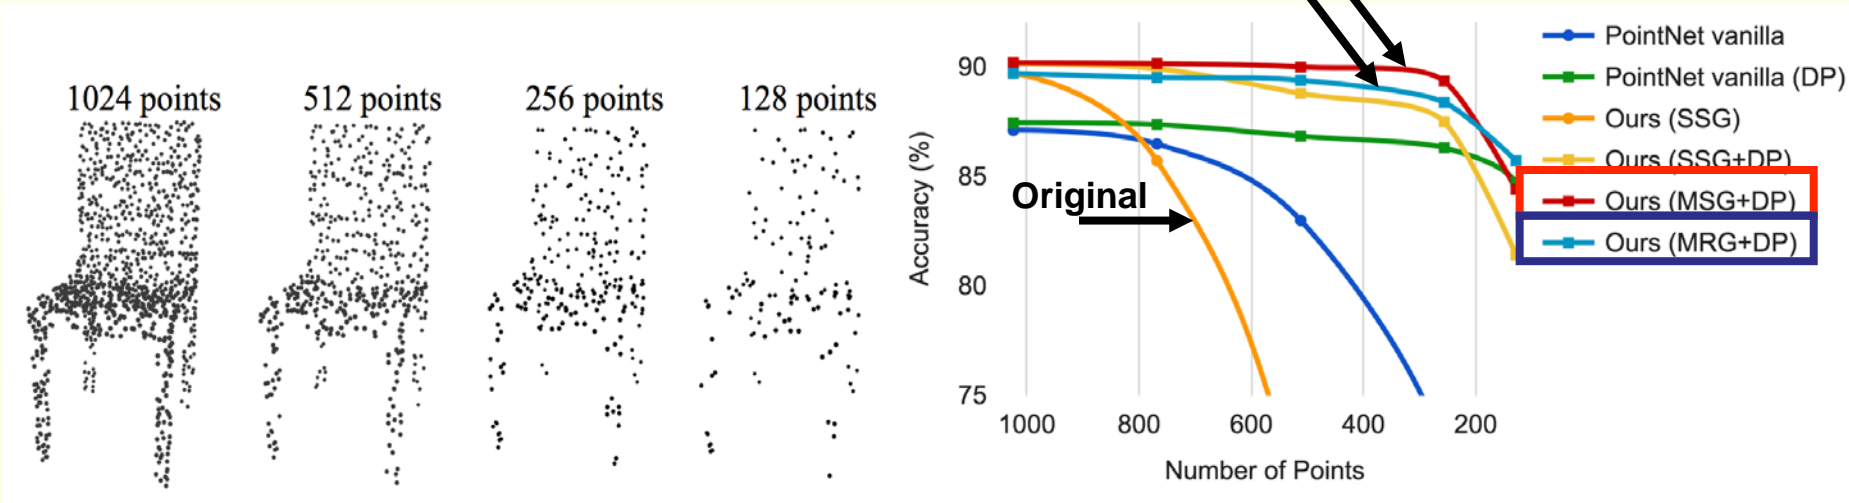 1024 points
512 points
256 points
128 points
Accuracy (%)
90
85
80
75
1000
800
600
400
200
Number of Points
Original
PointNet vanilla
PointNet vanilla (DP)
Ours (SSG)
Ours (SSG+DP)
Ours (MSG+DP)
Ours (MRG+DP)